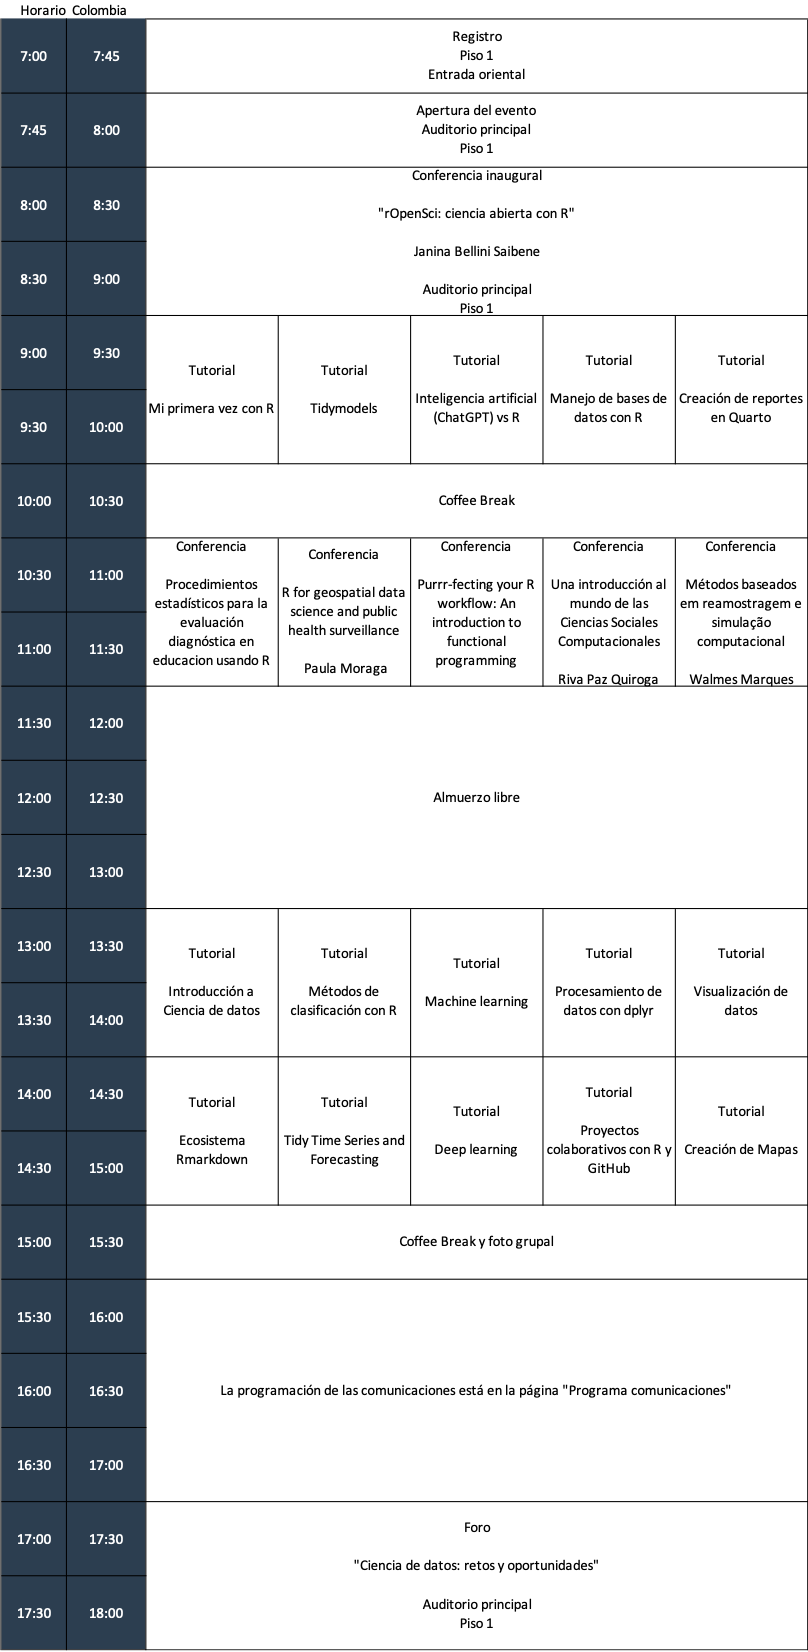 Horario Colombia
7:00 7:45
Registro
Piso 1
Entrada oriental
7:45 8:00
Apertura del evento
Auditorio principal
Piso 1
8:00 8:30
8:30 9:00
Conferencia inaugural
"rOpenSci: ciencia abierta con R"
Janina Bellini Saibene
Auditorio principal
Piso 1
9:00 9:30
9:30 10:00
Tutorial
Mi primera vez con R
Tutorial
Tidymodels
Tutorial
Inteligencia artificial
(ChatGPT) vs R
Tutorial
Manejo de bases de
datos con R
Tutorial
Creación de reportes
en Quarto
10:00 10:30
Coffee Break
10:30 11:00
11:00 11:30
Conferencia
Procedimientos
estadísticos para la
evaluación
diagnóstica en
educacion usando R
Conferencia
R for geospatial data
science and public
health surveillance
Paula Moraga
Conferencia
Purrr-fecting your R
workflow: An
introduction to
functional
programming
Conferencia
Una introducción al
mundo de las
Ciencias Sociales
Computacionales
Riva Paz Quiroga
Conferencia
Métodos baseados
em reamostragem e
simulação
computacional
Walmes Marques
11:30 12:00
12:00 12:30
12:30 13:00
Almuerzo libre
13:00 13:30
13:30 14:00
Tutorial
Introducción a
Ciencia de datos
Tutorial
Métodos de
clasificación con R
Tutorial
Machine learning
Tutorial
Procesamiento de
datos con dplyr
Tutorial
Visualización de
datos
14:00 14:30
14:30 15:00
Tutorial
Ecosistema
Rmarkdown
Tutorial
Tidy Time Series and
Forecasting
Tutorial
Deep learning
Tutorial
Proyectos
colaborativos con R y
GitHub
Tutorial
Creación de Mapas
15:00 15:30
Coffee Break y foto grupal
15:30 16:00
16:00 16:30
16:30 17:00
La programación de las comunicaciones está en la página "Programa comunicaciones"
17:00 17:30
17:30 18:00
Foro
"Ciencia de datos: retos y oportunidades"
Auditorio principal
Piso 1